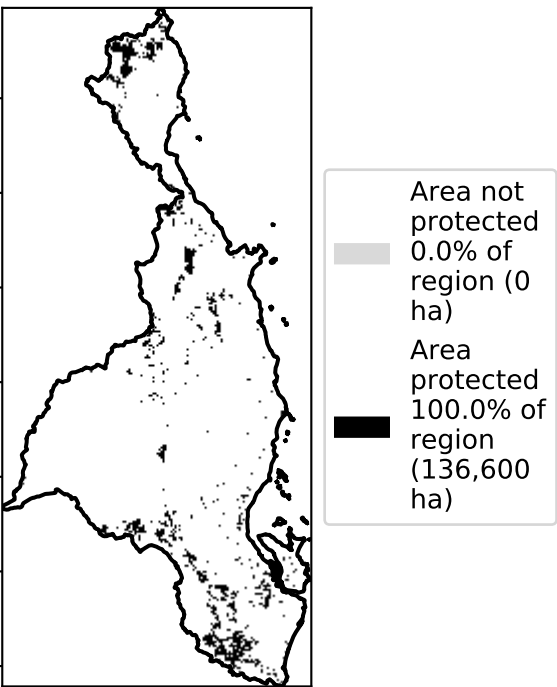 Area not
protected
0.0% of
region (0
ha)
Area
protected
100.0% of
region
(136,600
ha)